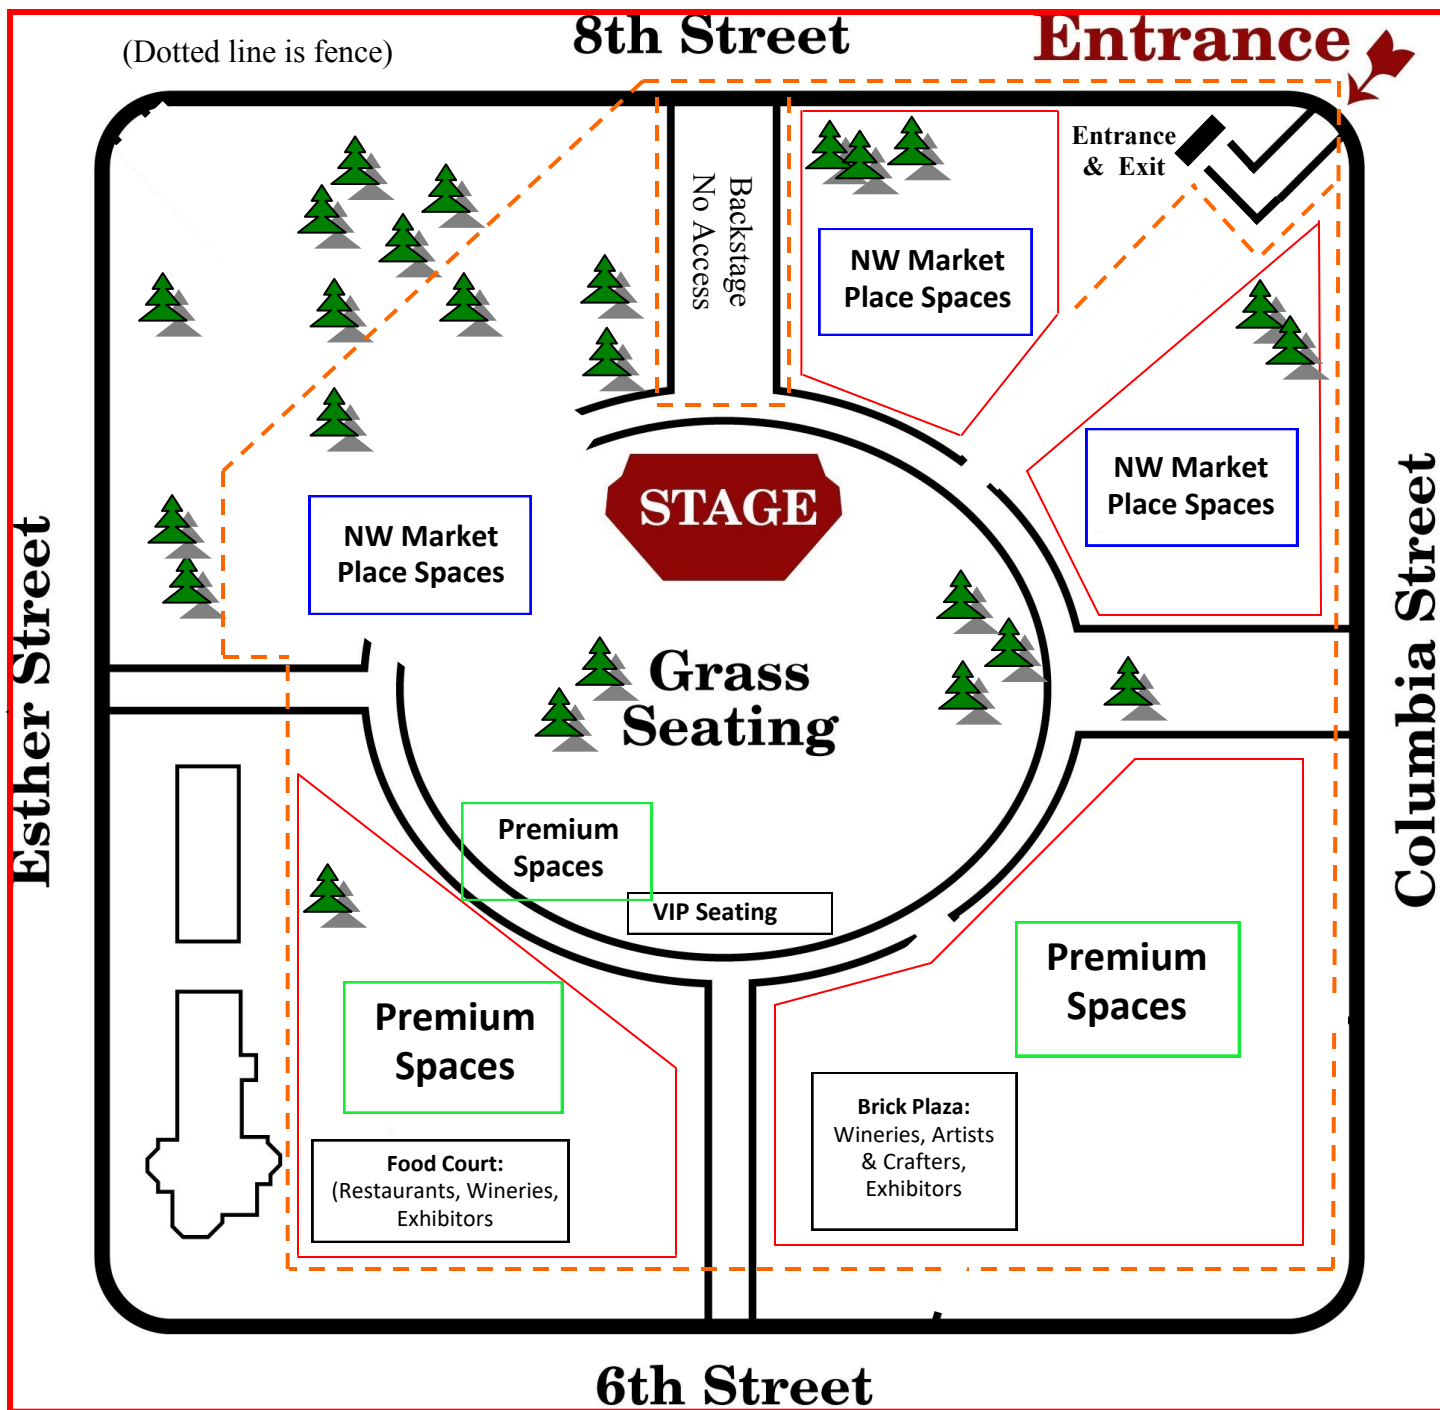 (Dotted line is fence)
8th Street
Entrance
Entrance
& Exit
Backstage
No Access
NW Market
Place Spaces
NW Market
Place Spaces
STAGE
NW Market
Place Spaces
Esther Street
Columbia Street
Grass
Seating
Premium
Spaces
VIP Seating
Premium
Spaces
Premium
Spaces
Brick Plaza:
Wineries, Artists
& Crafters,
Exhibitors
Food Court:
(Restaurants, Wineries,
Exhibitors
6th Street